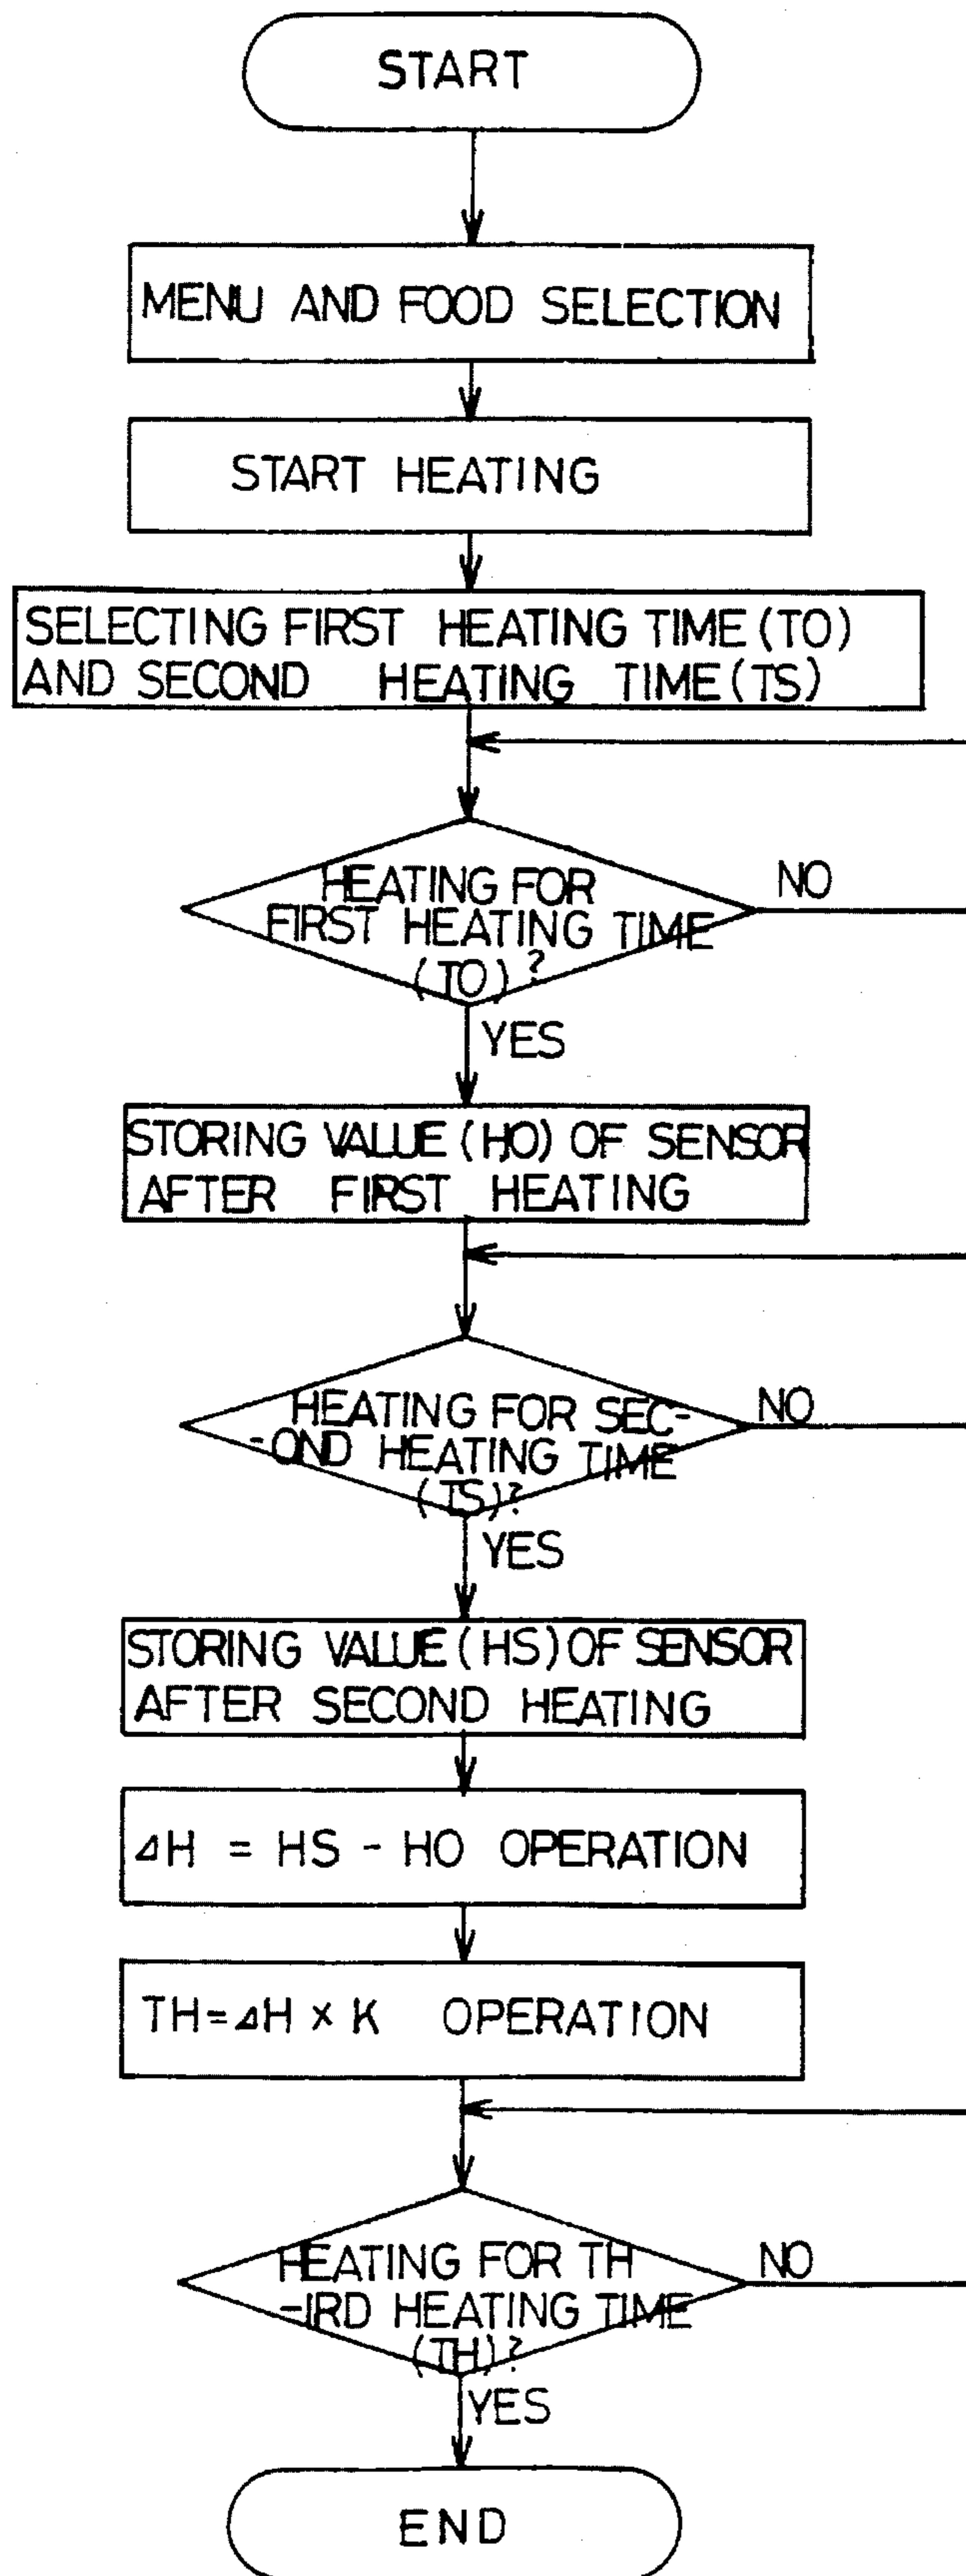 START
MENU AND FOOD SELECTION
START HEATING
SELECTING FIRST HEATING TIME (TO)
AND SECOND HEATING TIME (TS)
HEATING FOR
FIRST HEATING TIME
(TO)?
NO
YES
STORING VALUE (HO) OF SENSOR
AFTER FIRST HEATING
HEATING FOR SEC-
-OND HEATING TIME
(TS)?
NO
YES
STORING VALUE (HS) OF SENSOR
AFTER SECOND HEATING
⊿H = HS - HO OPERATION
TH=⊿H × K OPERATION
HEATING FOR TH
-IRD HEATING TIME
(TH)?
NO
YES
END